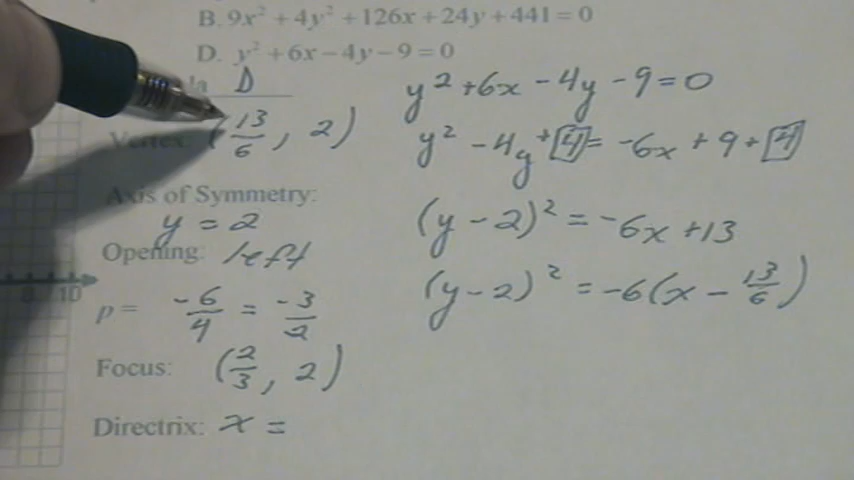 B. 9x² + 4y² + 126x + 24y + 441 = 0
D. y² + 6x − 4y − 9 = 0
D
y² + 6x − 4y − 9 = 0
Vertex: (13/6, 2)
y² − 4y + 4 = -6x + 9 + 4
Axis of Symmetry:
y = 2
(y − 2)² = -6x + 13
Opening: left
(y − 2)² = -6(x − 13/6)
8 10
p = -6/4 = -3/2
Focus: (2/3, 2)
Directrix: x =